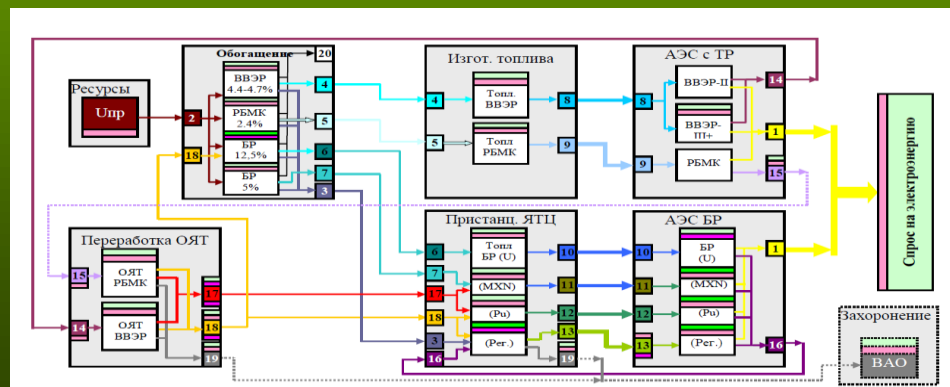 Ресурсы
Uпр
Обогащение
20
ВВЭР
4.4-4.7%
РБМК
2.4%
БР
12,5%
БР
5%
2
18
4
5
6
7
3
Изгот. топлива
4
Топл.
ВВЭР
8
5
Топл
РБМК
9
АЭС с ТР
8
ВВЭР-II
ВВЭР-
III+
9
РБМК
14
1
15
Спрос на электроэнергию
Переработка ОЯТ
15
ОЯТ
РБМК
17
14
ОЯТ
ВВЭР
18
19
Пристанц. ЯТЦ
6
Топл
БР (U)
10
7
(MXN)
11
17
(Pu)
12
18
13
3
(Рег.)
16
19
АЭС БР
10
БР
(U)
1
11
(MXN)
12
(Pu)
13
(Рег.)
16
Захоронение
ВАО